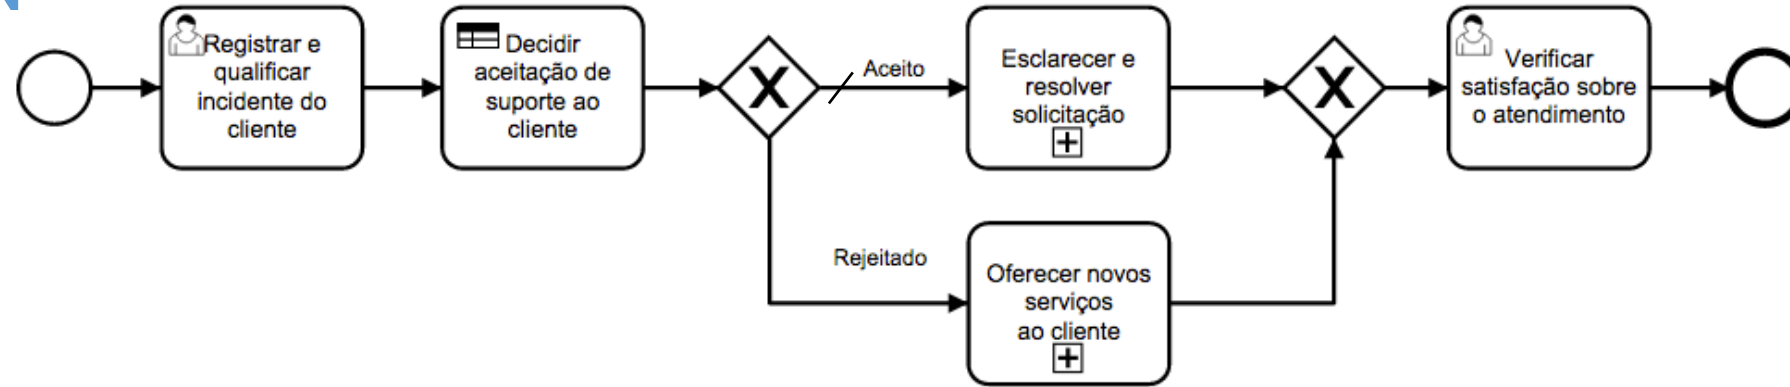 Registrar e
qualificar
incidente do
cliente
Decidir
aceitação de
suporte ao
cliente
X
Aceito
Esclarecer e
resolver
solicitação
X
Verificar
satisfação sobre
o atendimento
Rejeitado
Oferecer novos
serviços
ao cliente